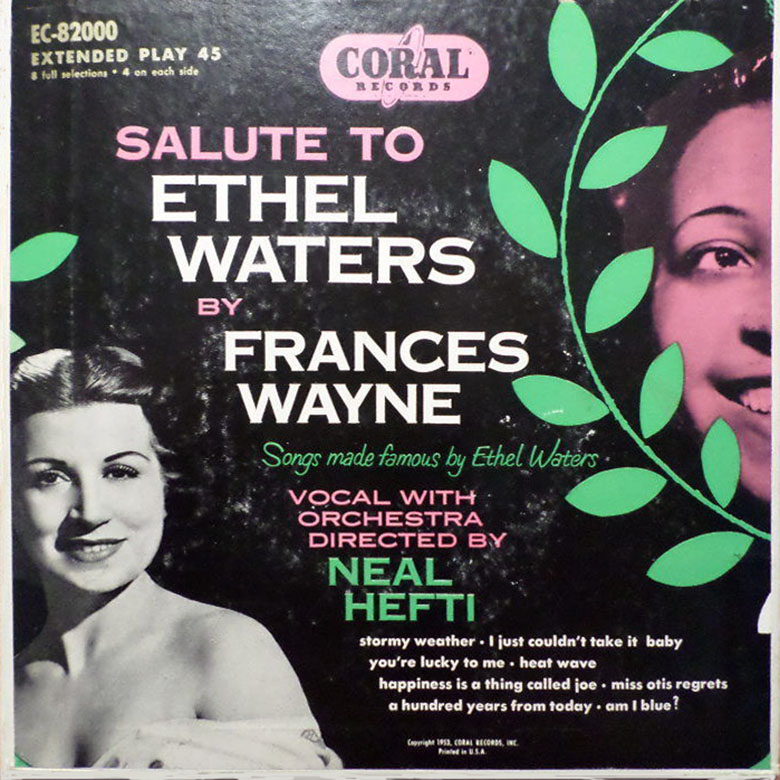 EC-82000
EXTENDED PLAY 45
8 full selections • 4 on each side
CORAL
RECORDS
SALUTE TO
ETHEL
WATERS
BY
FRANCES
WAYNE
Songs made famous by Ethel Waters
VOCAL WITH
ORCHESTRA
DIRECTED BY
NEAL
HEFTI
stormy weather • I just couldn't take it baby
you're lucky to me • heat wave
happiness is a thing called joe • miss otis regrets
a hundred years from today • am I blue?
Copyright 1953, CORAL RECORDS, INC.
Printed in U.S.A.